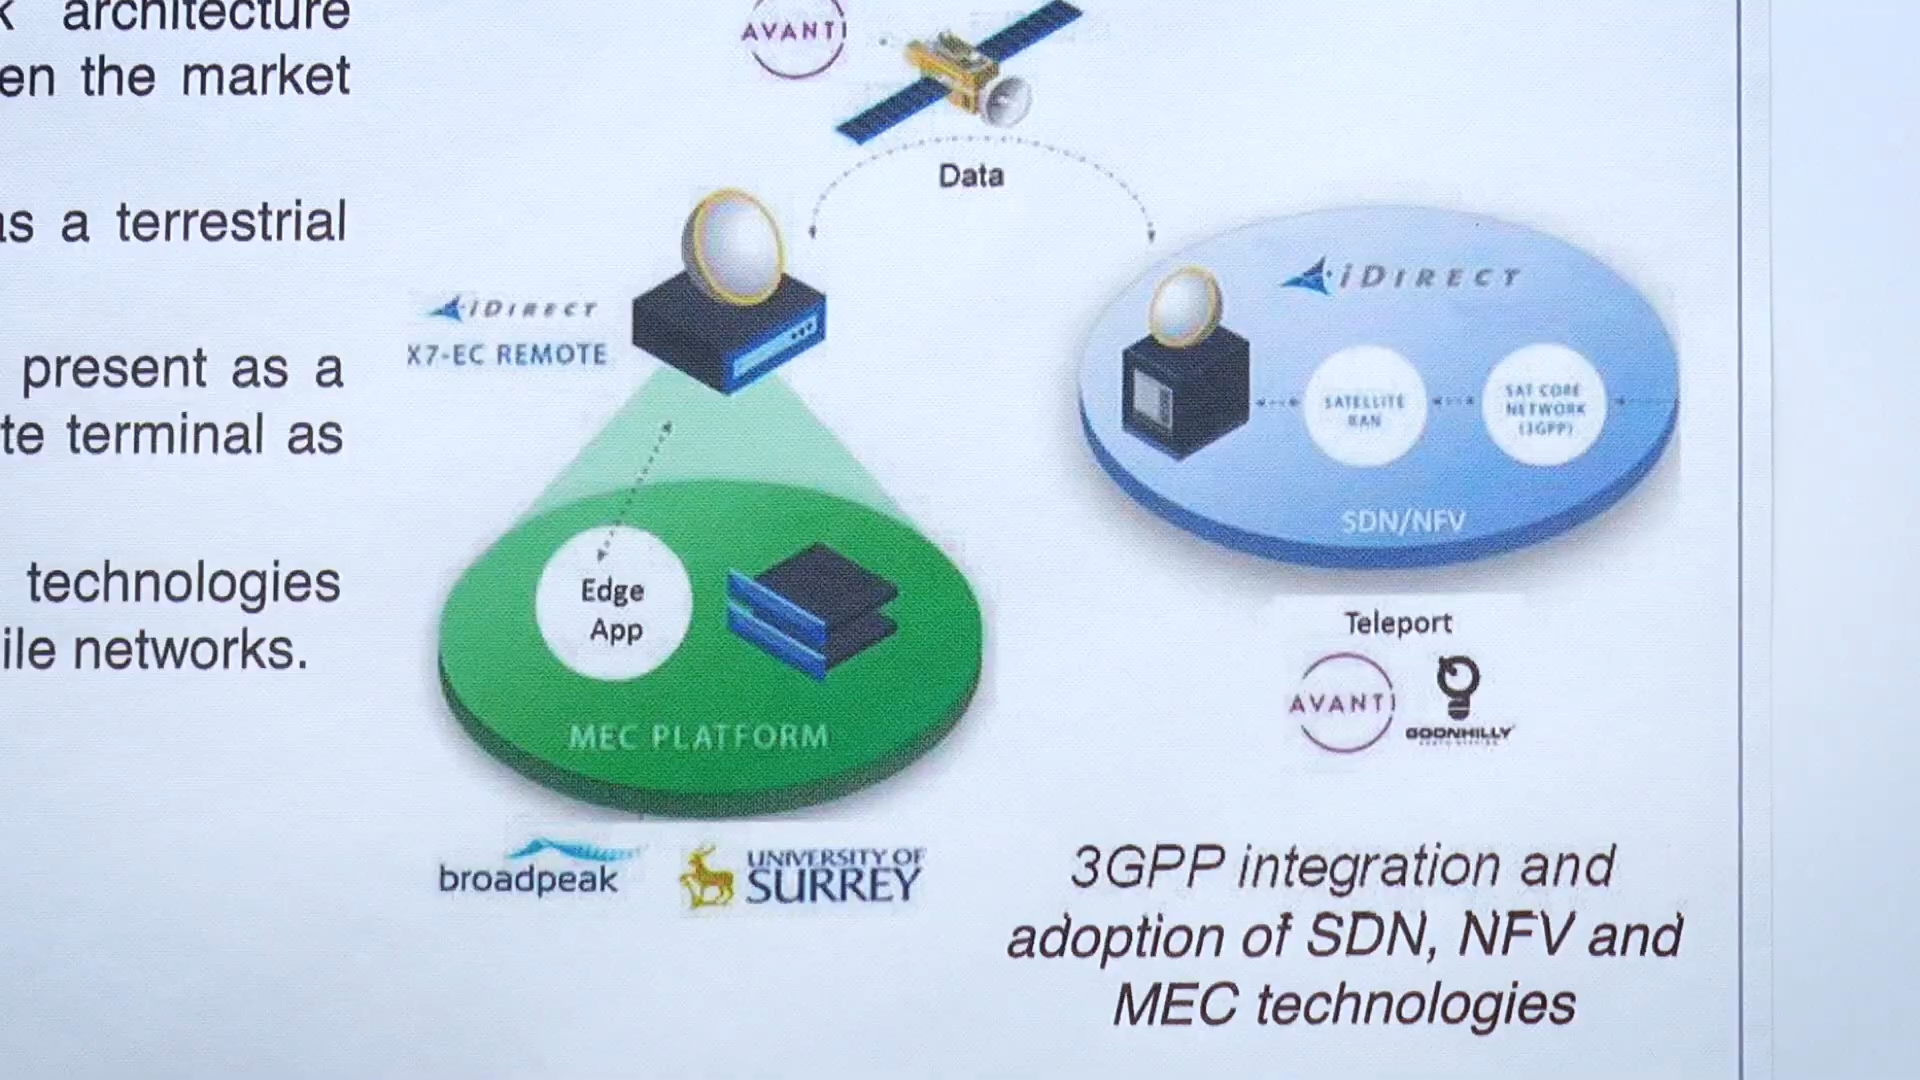 architecture
en the market
as a terrestrial
present as a
te terminal as
technologies
ile networks.
AVANTI
Data
iDIRECT
X7-EC REMOTE
iDIRECT
SATELLITE
RAN
SAT CORE
NETWORK
(3GPP)
SDN/NFV
Edge
App
MEC PLATFORM
Teleport
AVANTI
GOONHILLY
broadpeak
UNIVERSITY OF
SURREY
3GPP integration and
adoption of SDN, NFV and
MEC technologies